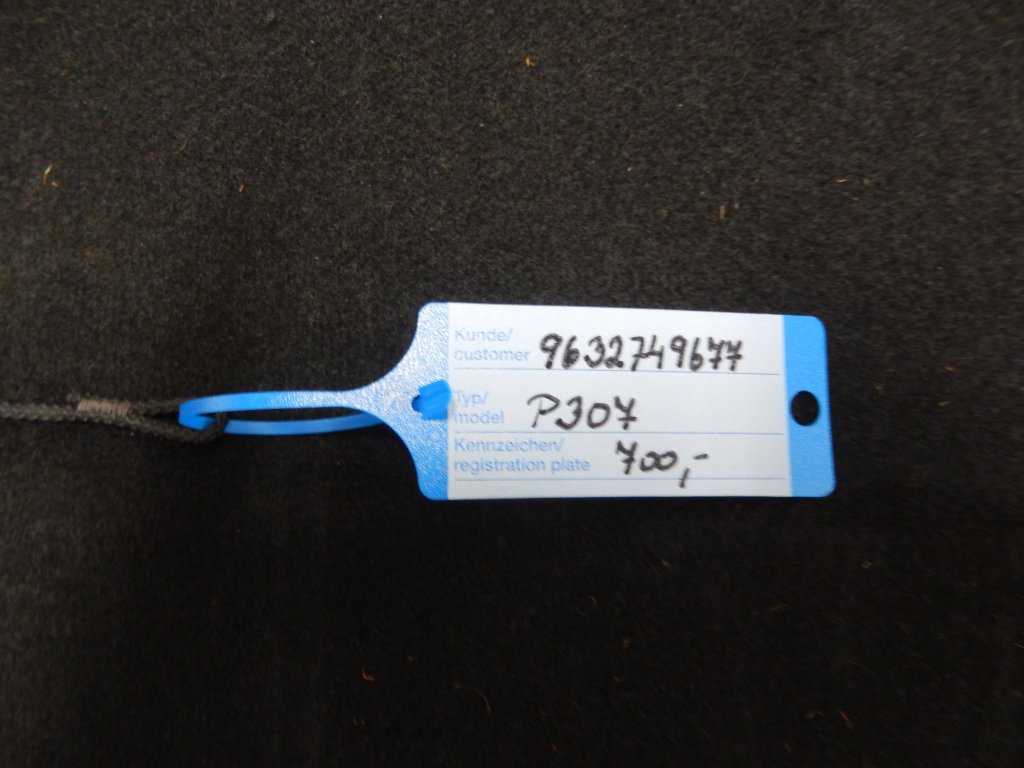 Kunde/
customer 9632749677
Typ/
model P307
Kennzeichen/
registration plate 700,-